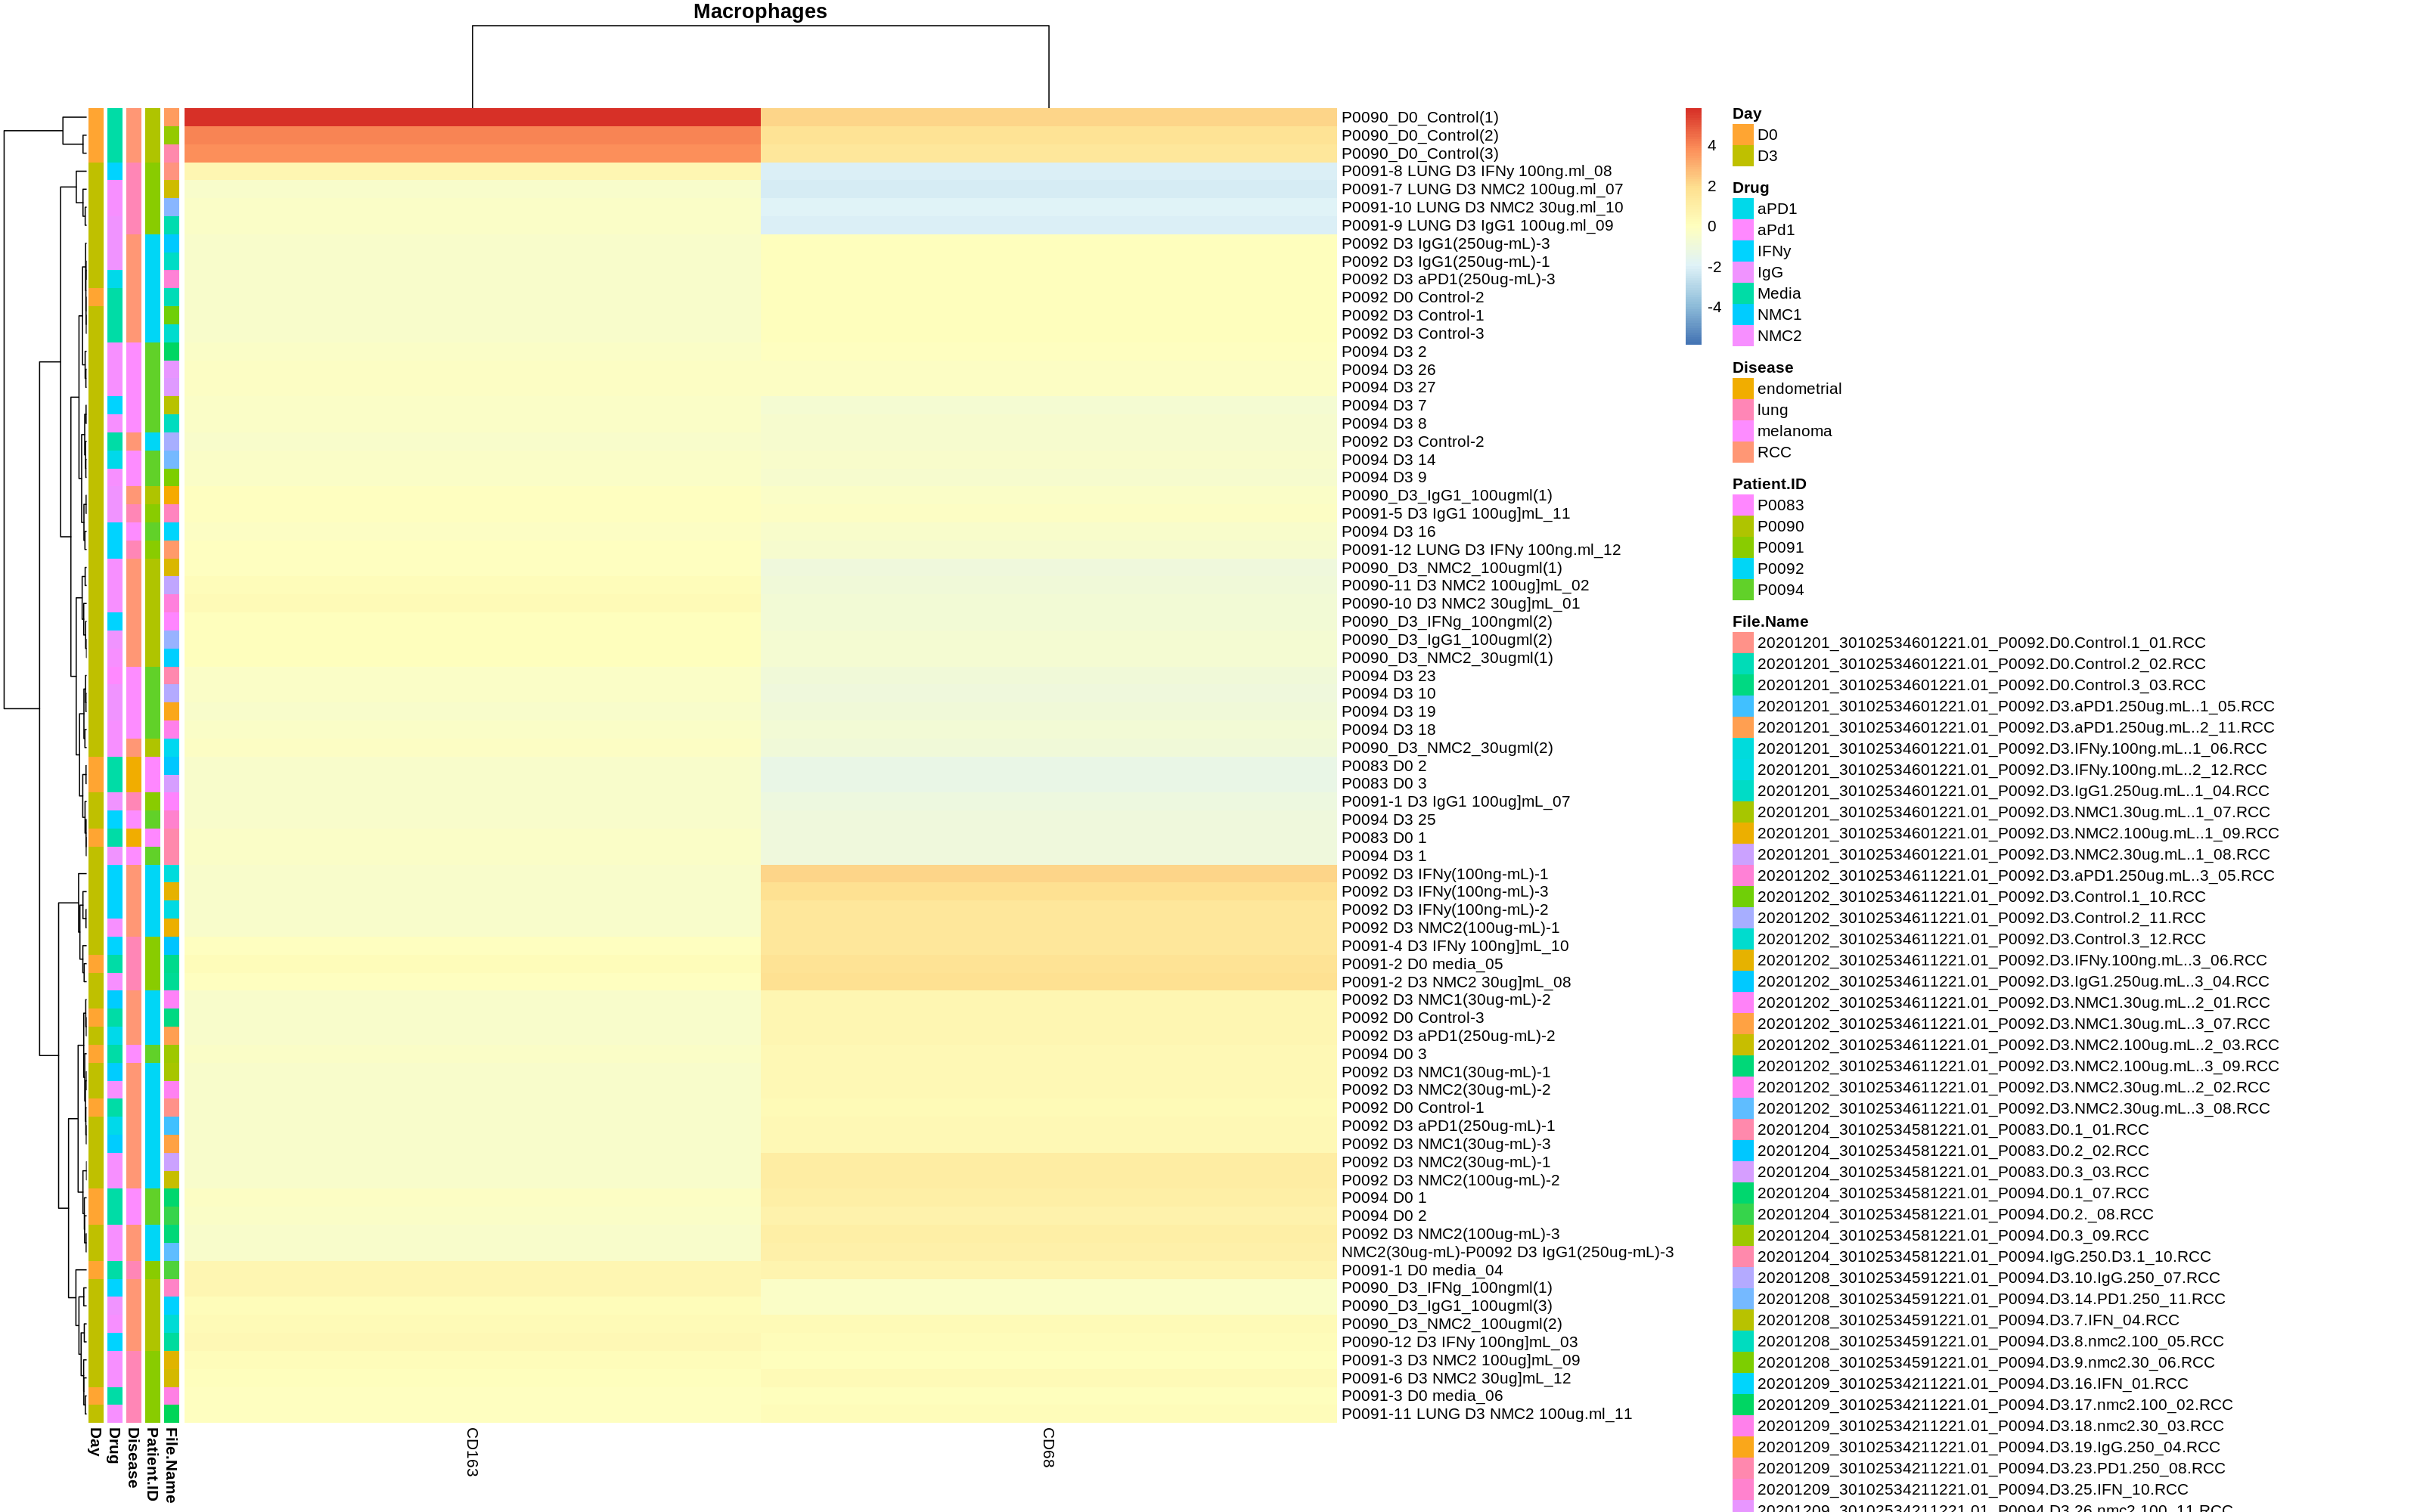 Macrophages
P0090_D0_Control(1)
P0090_D0_Control(2)
P0090_D0_Control(3)
P0091-8 LUNG D3 IFNy 100ng.ml_08
P0091-7 LUNG D3 NMC2 100ug.ml_07
P0091-10 LUNG D3 NMC2 30ug.ml_10
P0091-9 LUNG D3 IgG1 100ug.ml_09
P0092 D3 IgG1(250ug-mL)-3
P0092 D3 IgG1(250ug-mL)-1
P0092 D3 aPD1(250ug-mL)-3
P0092 D0 Control-2
P0092 D3 Control-1
P0092 D3 Control-3
P0094 D3 2
P0094 D3 26
P0094 D3 27
P0094 D3 7
P0094 D3 8
P0092 D3 Control-2
P0094 D3 14
P0094 D3 9
P0090_D3_IgG1_100ugml(1)
P0091-5 D3 IgG1 100ug]mL_11
P0094 D3 16
P0091-12 LUNG D3 IFNy 100ng.ml_12
P0090_D3_NMC2_100ugml(1)
P0090-11 D3 NMC2 100ug]mL_02
P0090-10 D3 NMC2 30ug]mL_01
P0090_D3_IFNg_100ngml(2)
P0090_D3_IgG1_100ugml(2)
P0090_D3_NMC2_30ugml(1)
P0094 D3 23
P0094 D3 10
P0094 D3 19
P0094 D3 18
P0090_D3_NMC2_30ugml(2)
P0083 D0 2
P0083 D0 3
P0091-1 D3 IgG1 100ug]mL_07
P0094 D3 25
P0083 D0 1
P0094 D3 1
P0092 D3 IFNy(100ng-mL)-1
P0092 D3 IFNy(100ng-mL)-3
P0092 D3 IFNy(100ng-mL)-2
P0092 D3 NMC2(100ug-mL)-1
P0091-4 D3 IFNy 100ng]mL_10
P0091-2 D0 media_05
P0091-2 D3 NMC2 30ug]mL_08
P0092 D3 NMC1(30ug-mL)-2
P0092 D0 Control-3
P0092 D3 aPD1(250ug-mL)-2
P0094 D0 3
P0092 D3 NMC1(30ug-mL)-1
P0092 D3 NMC2(30ug-mL)-2
P0092 D0 Control-1
P0092 D3 aPD1(250ug-mL)-1
P0092 D3 NMC1(30ug-mL)-3
P0092 D3 NMC2(30ug-mL)-1
P0092 D3 NMC2(100ug-mL)-2
P0094 D0 1
P0094 D0 2
P0092 D3 NMC2(100ug-mL)-3
NMC2(30ug-mL)-P0092 D3 IgG1(250ug-mL)-3
P0091-1 D0 media_04
P0090_D3_IFNg_100ngml(1)
P0090_D3_IgG1_100ugml(3)
P0090_D3_NMC2_100ugml(2)
P0090-12 D3 IFNy 100ng]mL_03
P0091-3 D3 NMC2 100ug]mL_09
P0091-6 D3 NMC2 30ug]mL_12
P0091-3 D0 media_06
P0091-11 LUNG D3 NMC2 100ug.ml_11
Day
Drug
Disease
Patient.ID
File.Name
CD163
CD68
4
2
0
-2
-4
Day
D0
D3
Drug
aPD1
aPd1
IFNy
IgG
Media
NMC1
NMC2
Disease
endometrial
lung
melanoma
RCC
Patient.ID
P0083
P0090
P0091
P0092
P0094
File.Name
20201201_30102534601221.01_P0092.D0.Control.1_01.RCC
20201201_30102534601221.01_P0092.D0.Control.2_02.RCC
20201201_30102534601221.01_P0092.D0.Control.3_03.RCC
20201201_30102534601221.01_P0092.D3.aPD1.250ug.mL..1_05.RCC
20201201_30102534601221.01_P0092.D3.aPD1.250ug.mL..2_11.RCC
20201201_30102534601221.01_P0092.D3.IFNy.100ng.mL..1_06.RCC
20201201_30102534601221.01_P0092.D3.IFNy.100ng.mL..2_12.RCC
20201201_30102534601221.01_P0092.D3.IgG1.250ug.mL..1_04.RCC
20201201_30102534601221.01_P0092.D3.NMC1.30ug.mL..1_07.RCC
20201201_30102534601221.01_P0092.D3.NMC2.100ug.mL..1_09.RCC
20201201_30102534601221.01_P0092.D3.NMC2.30ug.mL..1_08.RCC
20201202_30102534611221.01_P0092.D3.aPD1.250ug.mL..3_05.RCC
20201202_30102534611221.01_P0092.D3.Control.1_10.RCC
20201202_30102534611221.01_P0092.D3.Control.2_11.RCC
20201202_30102534611221.01_P0092.D3.Control.3_12.RCC
20201202_30102534611221.01_P0092.D3.IFNy.100ng.mL..3_06.RCC
20201202_30102534611221.01_P0092.D3.IgG1.250ug.mL..3_04.RCC
20201202_30102534611221.01_P0092.D3.NMC1.30ug.mL..2_01.RCC
20201202_30102534611221.01_P0092.D3.NMC1.30ug.mL..3_07.RCC
20201202_30102534611221.01_P0092.D3.NMC2.100ug.mL..2_03.RCC
20201202_30102534611221.01_P0092.D3.NMC2.100ug.mL..3_09.RCC
20201202_30102534611221.01_P0092.D3.NMC2.30ug.mL..2_02.RCC
20201202_30102534611221.01_P0092.D3.NMC2.30ug.mL..3_08.RCC
20201204_30102534581221.01_P0083.D0.1_01.RCC
20201204_30102534581221.01_P0083.D0.2_02.RCC
20201204_30102534581221.01_P0083.D0.3_03.RCC
20201204_30102534581221.01_P0094.D0.1_07.RCC
20201204_30102534581221.01_P0094.D0.2._08.RCC
20201204_30102534581221.01_P0094.D0.3_09.RCC
20201204_30102534581221.01_P0094.IgG.250.D3.1_10.RCC
20201208_30102534591221.01_P0094.D3.10.IgG.250_07.RCC
20201208_30102534591221.01_P0094.D3.14.PD1.250_11.RCC
20201208_30102534591221.01_P0094.D3.7.IFN_04.RCC
20201208_30102534591221.01_P0094.D3.8.nmc2.100_05.RCC
20201208_30102534591221.01_P0094.D3.9.nmc2.30_06.RCC
20201209_30102534211221.01_P0094.D3.16.IFN_01.RCC
20201209_30102534211221.01_P0094.D3.17.nmc2.100_02.RCC
20201209_30102534211221.01_P0094.D3.18.nmc2.30_03.RCC
20201209_30102534211221.01_P0094.D3.19.IgG.250_04.RCC
20201209_30102534211221.01_P0094.D3.23.PD1.250_08.RCC
20201209_30102534211221.01_P0094.D3.25.IFN_10.RCC
20201209_30102534211221.01_P0094.D3.26.nmc2.100_11.RCC